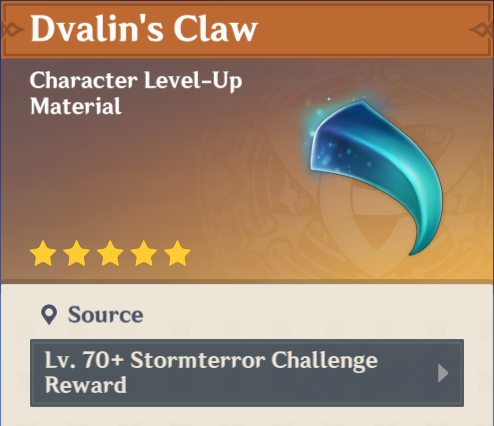 Dvalin's Claw
Character Level-Up
Material
Source
Lv. 70+ Stormterror Challenge
Reward